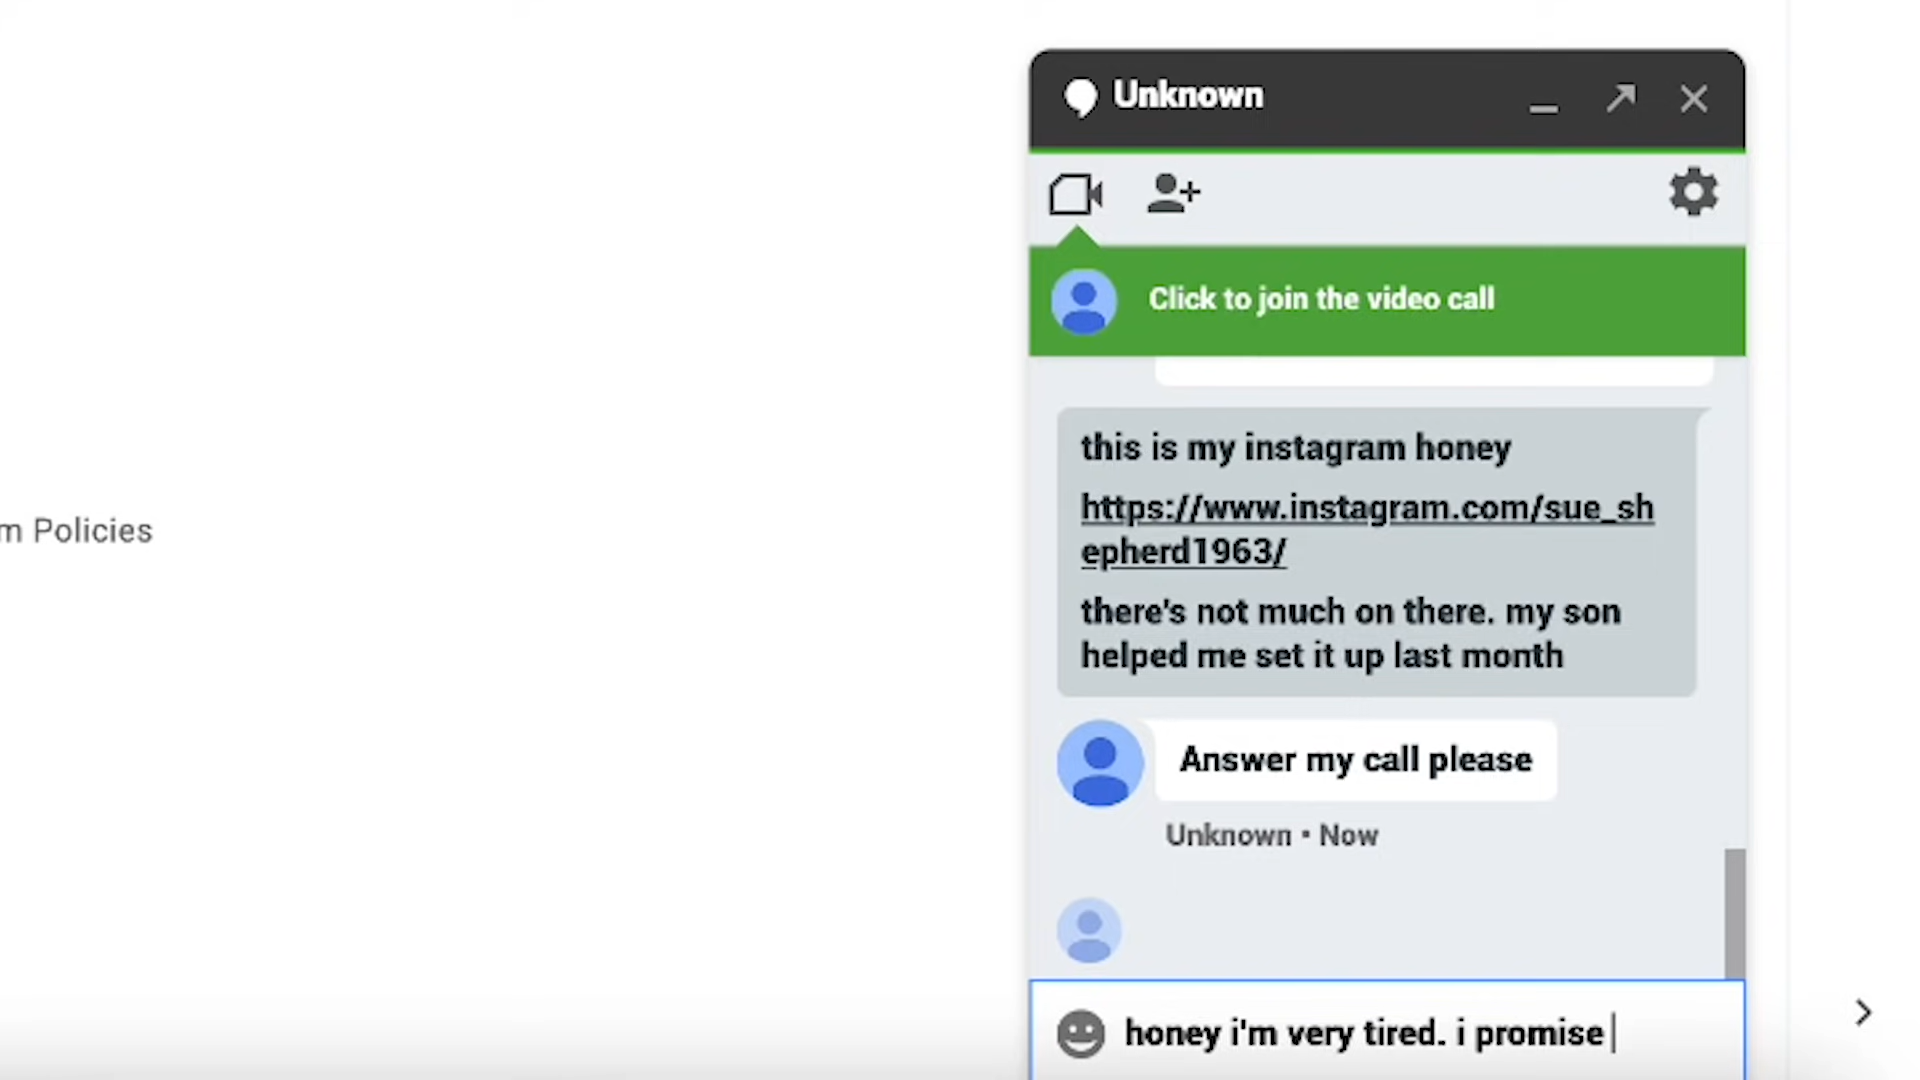 Unknown
Click to join the video call
this is my instagram honey
https://www.instagram.com/sue_sh
epherd1963/
there's not much on there. my son
helped me set it up last month
m Policies
Answer my call please
Unknown • Now
honey i'm very tired. i promise